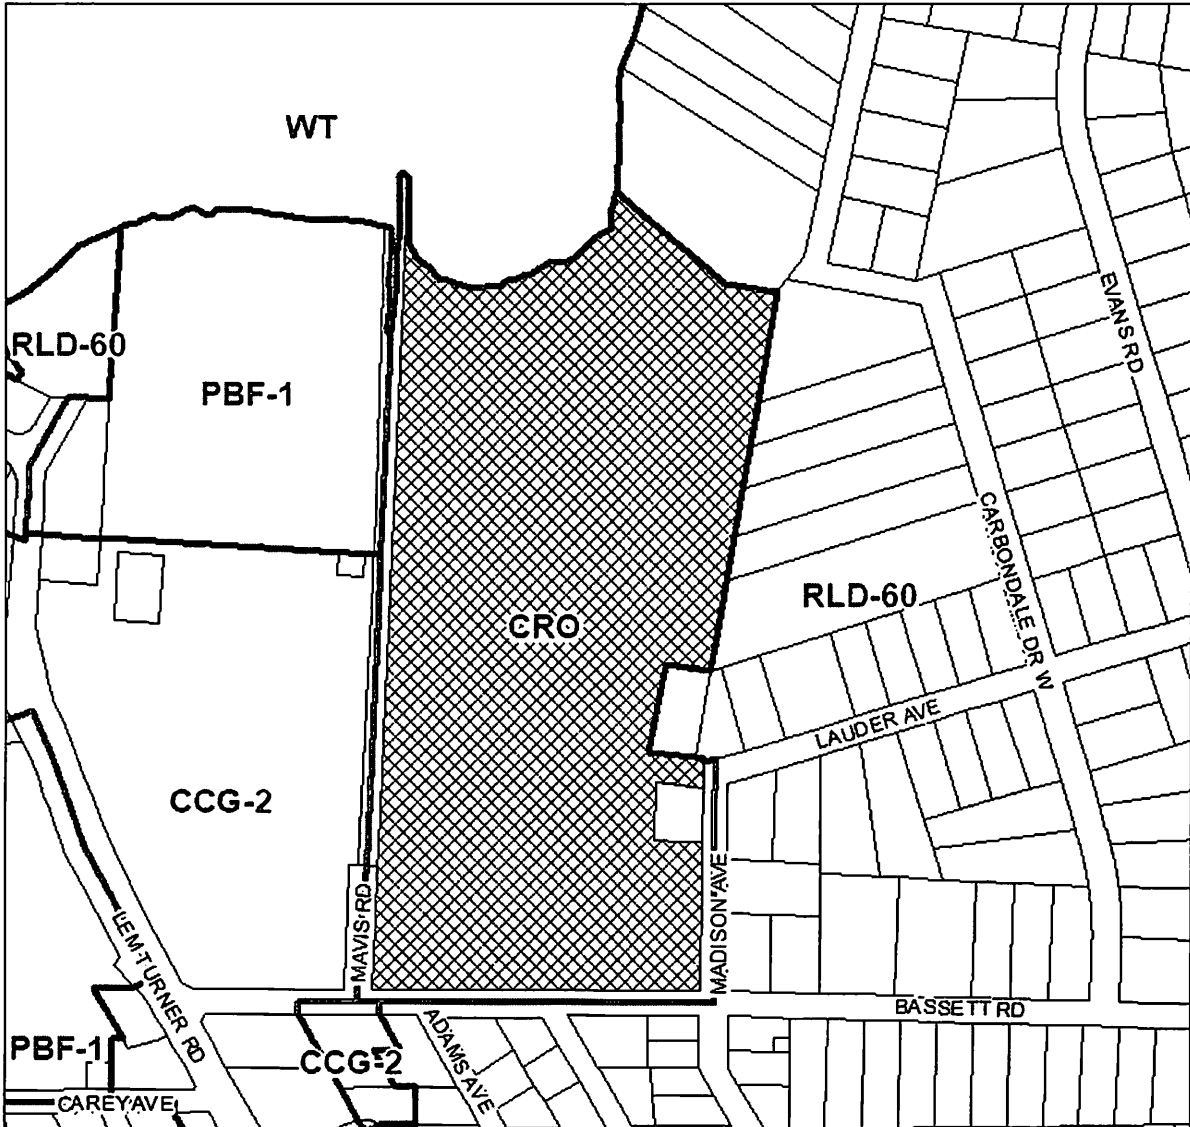 WT
EVANS RD
RLD-60
PBF-1
CARBONDALE DR W
RLD-60
CRO
LAUDER AVE
CCG-2
MAVIS RD
MADISON AVE
LEM TURNER RD
BASSETT RD
PBF-1
CCG-2
ADAMS AVE
CAREY AVE